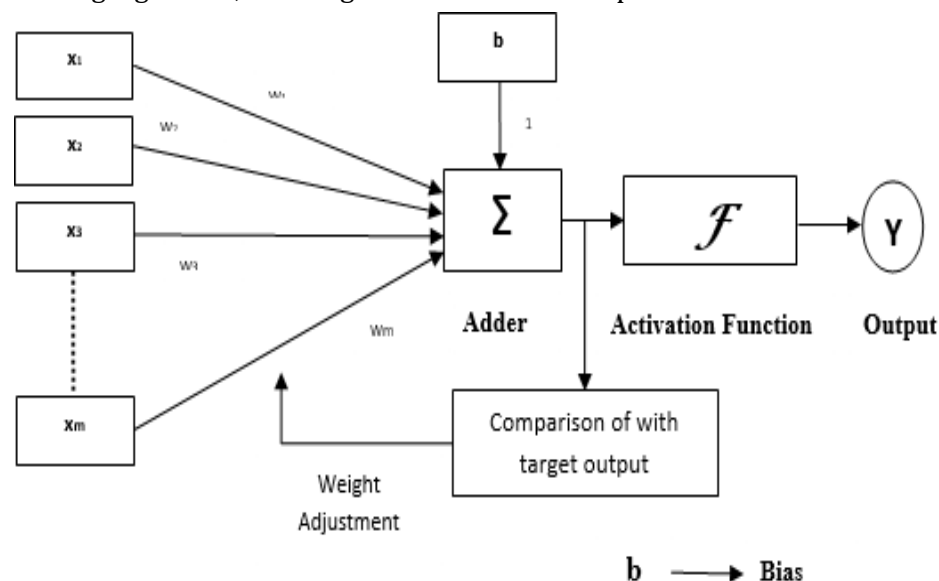 x1
b
W1
1
W2
x2
x3
Σ
ℱ
Y
W3
Adder
Activation Function
Output
Wm
xm
Comparison of with
target output
Weight
Adjustment
b
Bias